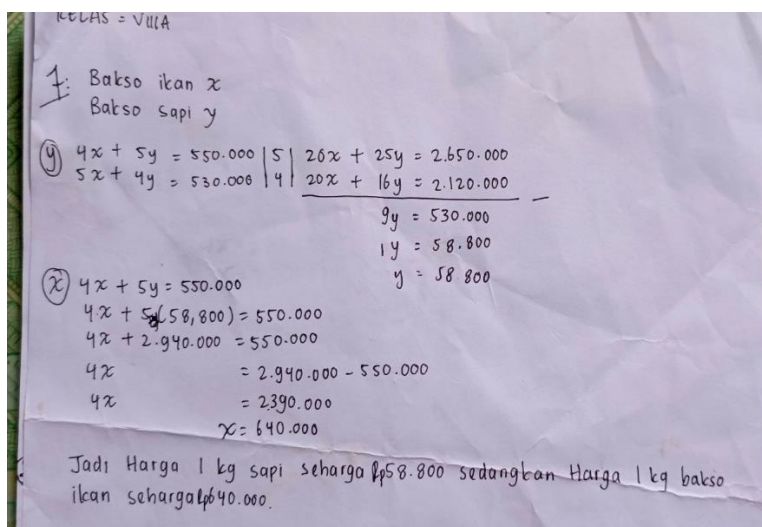 KELAS = VIIIA
1. Bakso ikan x
Bakso sapi y
(y) 4x + 5y = 550.000 | 5 | 20x + 25y = 2.650.000
5x + 4y = 530.000 | 4 | 20x + 16y = 2.120.000 –
9y = 530.000
1y = 58.800
y = 58.800
(x) 4x + 5y = 550.000
4x + 5(58,800) = 550.000
4x + 2.940.000 = 550.000
4x = 2.940.000 - 550.000
4x = 2.390.000
x = 640.000
Jadi Harga 1 kg sapi seharga Rp58.800 sedangkan Harga 1 kg bakso
ikan seharga Rp640.000.